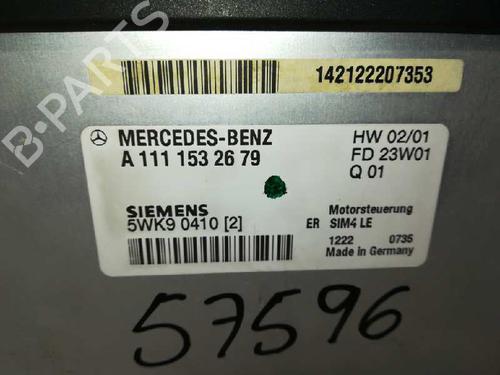 142122207353
MERCEDES-BENZ
A 111 153 26 79
HW 02/01
FD 23W01
Q 01
SIEMENS
5WK9 0410 [2]
Motorsteuerung
ER SIM4 LE
1222 0735
Made in Germany
57596